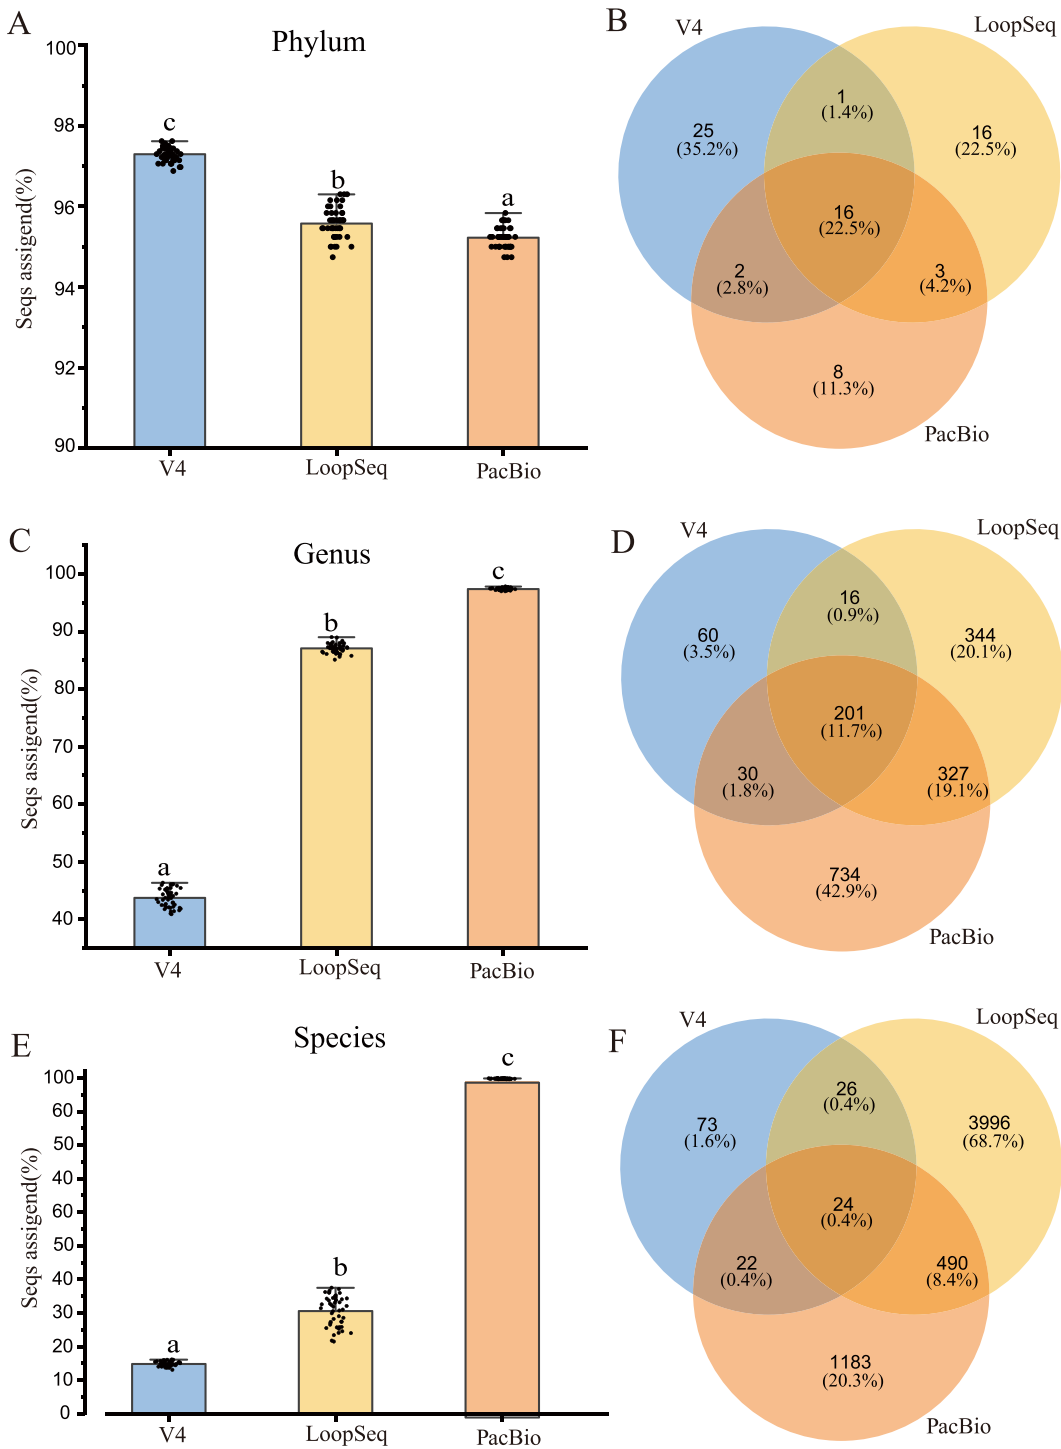 A
Phylum
Seqs assigend(%)
100
98
96
94
92
90
c
b
a
V4
LoopSeq
PacBio
B
V4
LoopSeq
PacBio
1
(1.4%)
25
(35.2%)
16
(22.5%)
16
(22.5%)
2
(2.8%)
3
(4.2%)
8
(11.3%)
C
Genus
Seqs assigend(%)
100
90
80
70
60
50
40
a
b
c
V4
LoopSeq
PacBio
D
V4
LoopSeq
PacBio
16
(0.9%)
60
(3.5%)
344
(20.1%)
201
(11.7%)
30
(1.8%)
327
(19.1%)
734
(42.9%)
E
Species
Seqs assigend(%)
100
60
50
40
60
50
40
30
20
10
0
a
b
c
V4
LoopSeq
PacBio
F
V4
LoopSeq
PacBio
26
(0.4%)
73
(1.6%)
3996
(68.7%)
24
(0.4%)
22
(0.4%)
490
(8.4%)
1183
(20.3%)